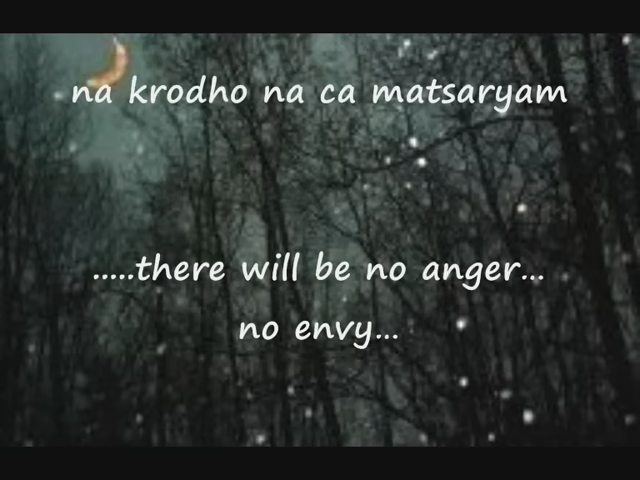 na krodho na ca matsaryam
.....there will be no anger...
no envy...